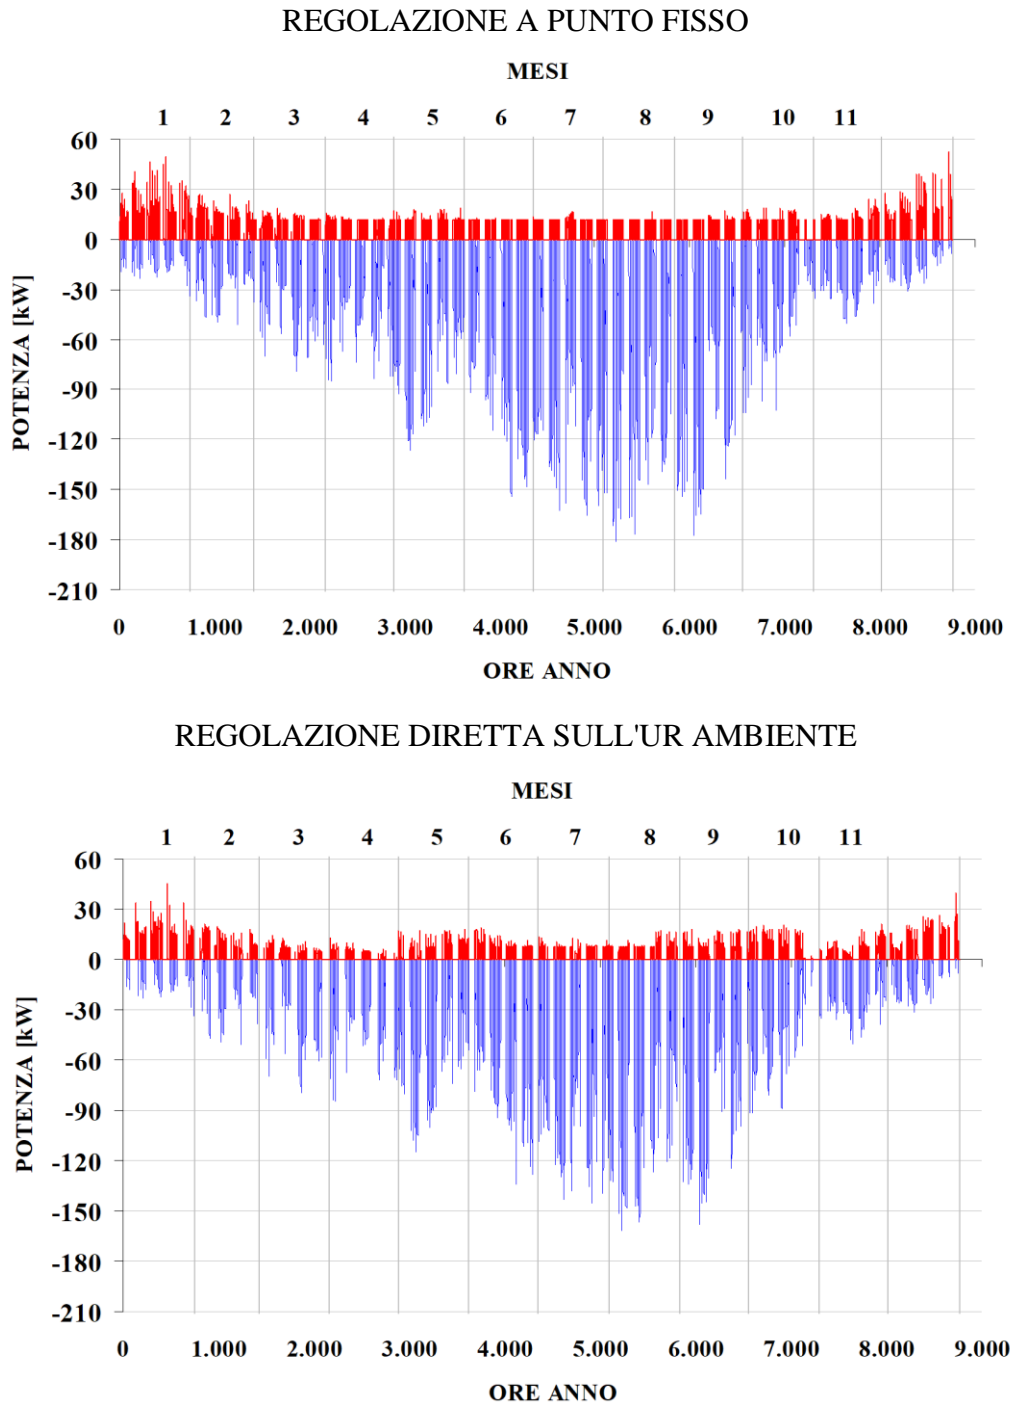 REGOLAZIONE A PUNTO FISSO
MESI
1 2 3 4 5 6 7 8 9 10 11
60
30
0
-30
-60
-90
-120
-150
-180
-210
POTENZA [kW]
0 1.000 2.000 3.000 4.000 5.000 6.000 7.000 8.000 9.000
ORE ANNO
REGOLAZIONE DIRETTA SULL'UR AMBIENTE
MESI
1 2 3 4 5 6 7 8 9 10 11
60
30
0
-30
-60
-90
-120
-150
-180
-210
POTENZA [kW]
0 1.000 2.000 3.000 4.000 5.000 6.000 7.000 8.000 9.000
ORE ANNO